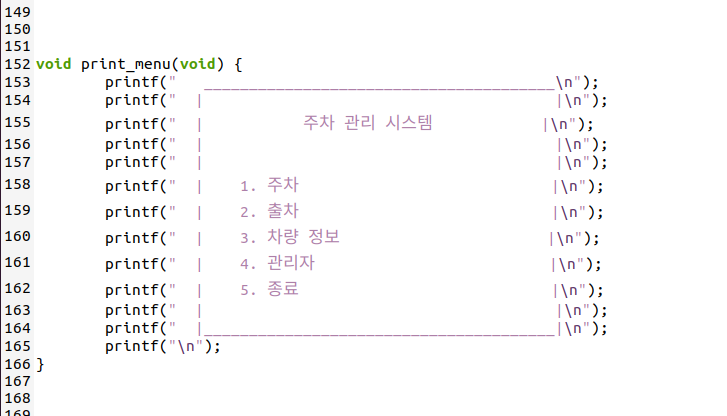 149
150
151
152 void print_menu(void) {
153         printf("   _______________________________________\n");
154         printf("  |                                       |\n");
155         printf("  |           주차 관리 시스템            |\n");
156         printf("  |                                       |\n");
157         printf("  |                                       |\n");
158         printf("  |    1. 주차                            |\n");
159         printf("  |    2. 출차                            |\n");
160         printf("  |    3. 차량 정보                       |\n");
161         printf("  |    4. 관리자                          |\n");
162         printf("  |    5. 종료                            |\n");
163         printf("  |                                       |\n");
164         printf("  |_______________________________________|\n");
165         printf("\n");
166 }
167
168
169